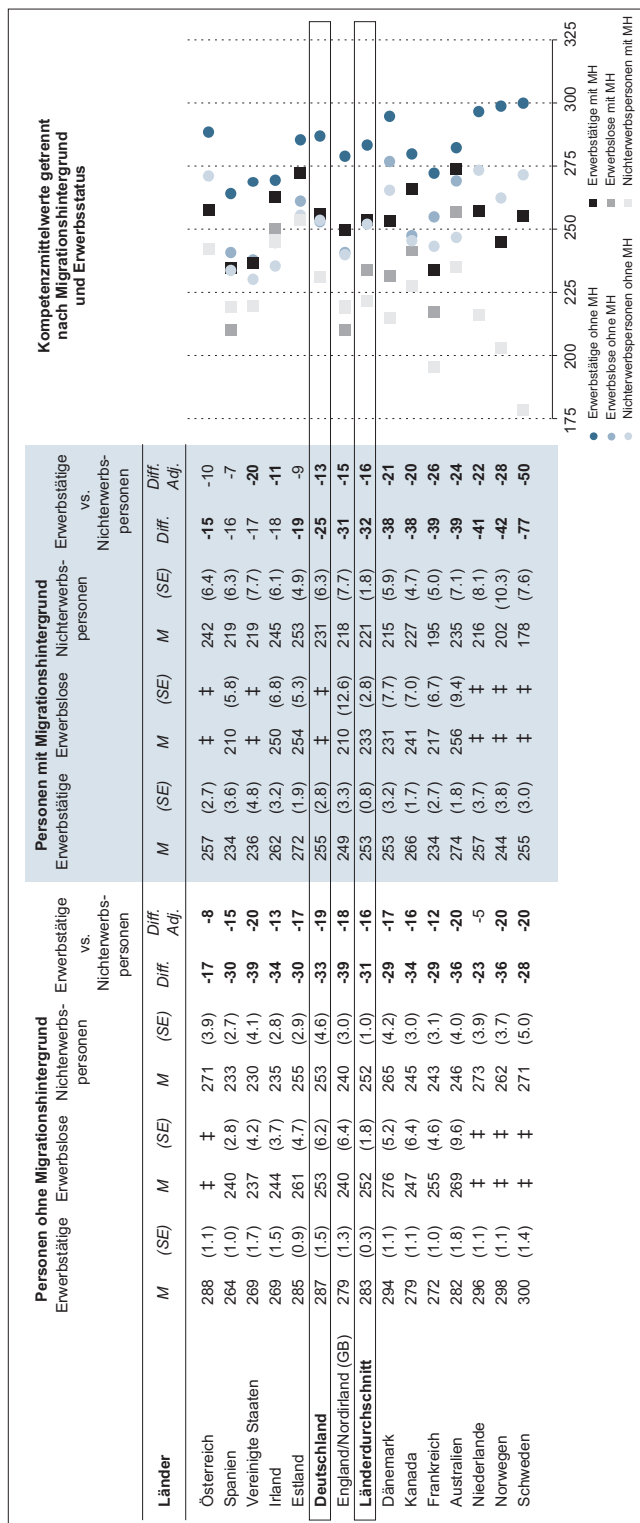 Personen ohne Migrationshintergrund Personen mit Migrationshintergrund Kompetenzmittelwerte getrennt
nach Migrationshintergrund
und Erwerbsstatus
Erwerbstätige Erwerbslose Nichterwerbs-personen Erwerbstätige vs. Nichterwerbs-personen Erwerbstätige Erwerbslose Nichterwerbs-personen Erwerbstätige vs. Nichterwerbs-personen
Länder M (SE) M (SE) M (SE) Diff. Diff. Adj. M (SE) M (SE) M (SE) Diff. Diff. Adj.
Österreich 288 (1.1) ‡ ‡ 271 (3.9) -17 -8 257 (2.7) ‡ ‡ 242 (6.4) -15 -10
Spanien 264 (1.0) 240 (2.8) 233 (2.7) -30 -15 234 (3.6) 210 (5.8) 219 (6.3) -16 -7
Vereinigte Staaten 269 (1.7) 237 (4.2) 230 (4.1) -39 -20 236 (4.8) ‡ ‡ 219 (7.7) -17 -20
Irland 269 (1.5) 244 (3.7) 235 (2.8) -34 -13 262 (3.2) 250 (6.8) 245 (6.1) -18 -11
Estland 285 (0.9) 261 (4.7) 255 (2.9) -30 -17 272 (1.9) 254 (5.3) 253 (4.9) -19 -9
Deutschland 287 (1.5) 253 (6.2) 253 (4.6) -33 -19 255 (2.8) ‡ ‡ 231 (6.3) -25 -13
England/Nordirland (GB) 279 (1.3) 240 (6.4) 240 (3.0) -39 -18 249 (3.3) 210 (12.6) 218 (7.7) -31 -15
Länderdurchschnitt 283 (0.3) 252 (1.8) 252 (1.0) -31 -16 253 (0.8) 233 (2.8) 221 (1.8) -32 -16
Dänemark 294 (1.1) 276 (5.2) 265 (4.2) -29 -17 253 (3.2) 231 (7.7) 215 (5.9) -38 -21
Kanada 279 (1.1) 247 (6.4) 245 (3.0) -34 -16 266 (1.7) 241 (7.0) 227 (4.7) -38 -20
Frankreich 272 (1.0) 255 (4.6) 243 (3.1) -29 -12 234 (2.7) 217 (6.7) 195 (5.0) -39 -26
Australien 282 (1.8) 269 (9.6) 246 (4.0) -36 -20 274 (1.8) 256 (9.4) 235 (7.1) -39 -24
Niederlande 296 (1.1) ‡ ‡ 273 (3.9) -23 -5 257 (3.7) ‡ ‡ 216 (8.1) -41 -22
Norwegen 298 (1.1) ‡ ‡ 262 (3.7) -36 -20 244 (3.8) ‡ ‡ 202 (10.3) -42 -28
Schweden 300 (1.4) ‡ ‡ 271 (5.0) -28 -20 255 (3.0) ‡ ‡ 178 (7.6) -77 -50
175 200 225 250 275 300 325
Erwerbstätige ohne MH Erwerbstätige mit MH
Erwerbslose ohne MH Erwerbslose mit MH
Nichterwerbspersonen ohne MH Nichterwerbspersonen mit MH